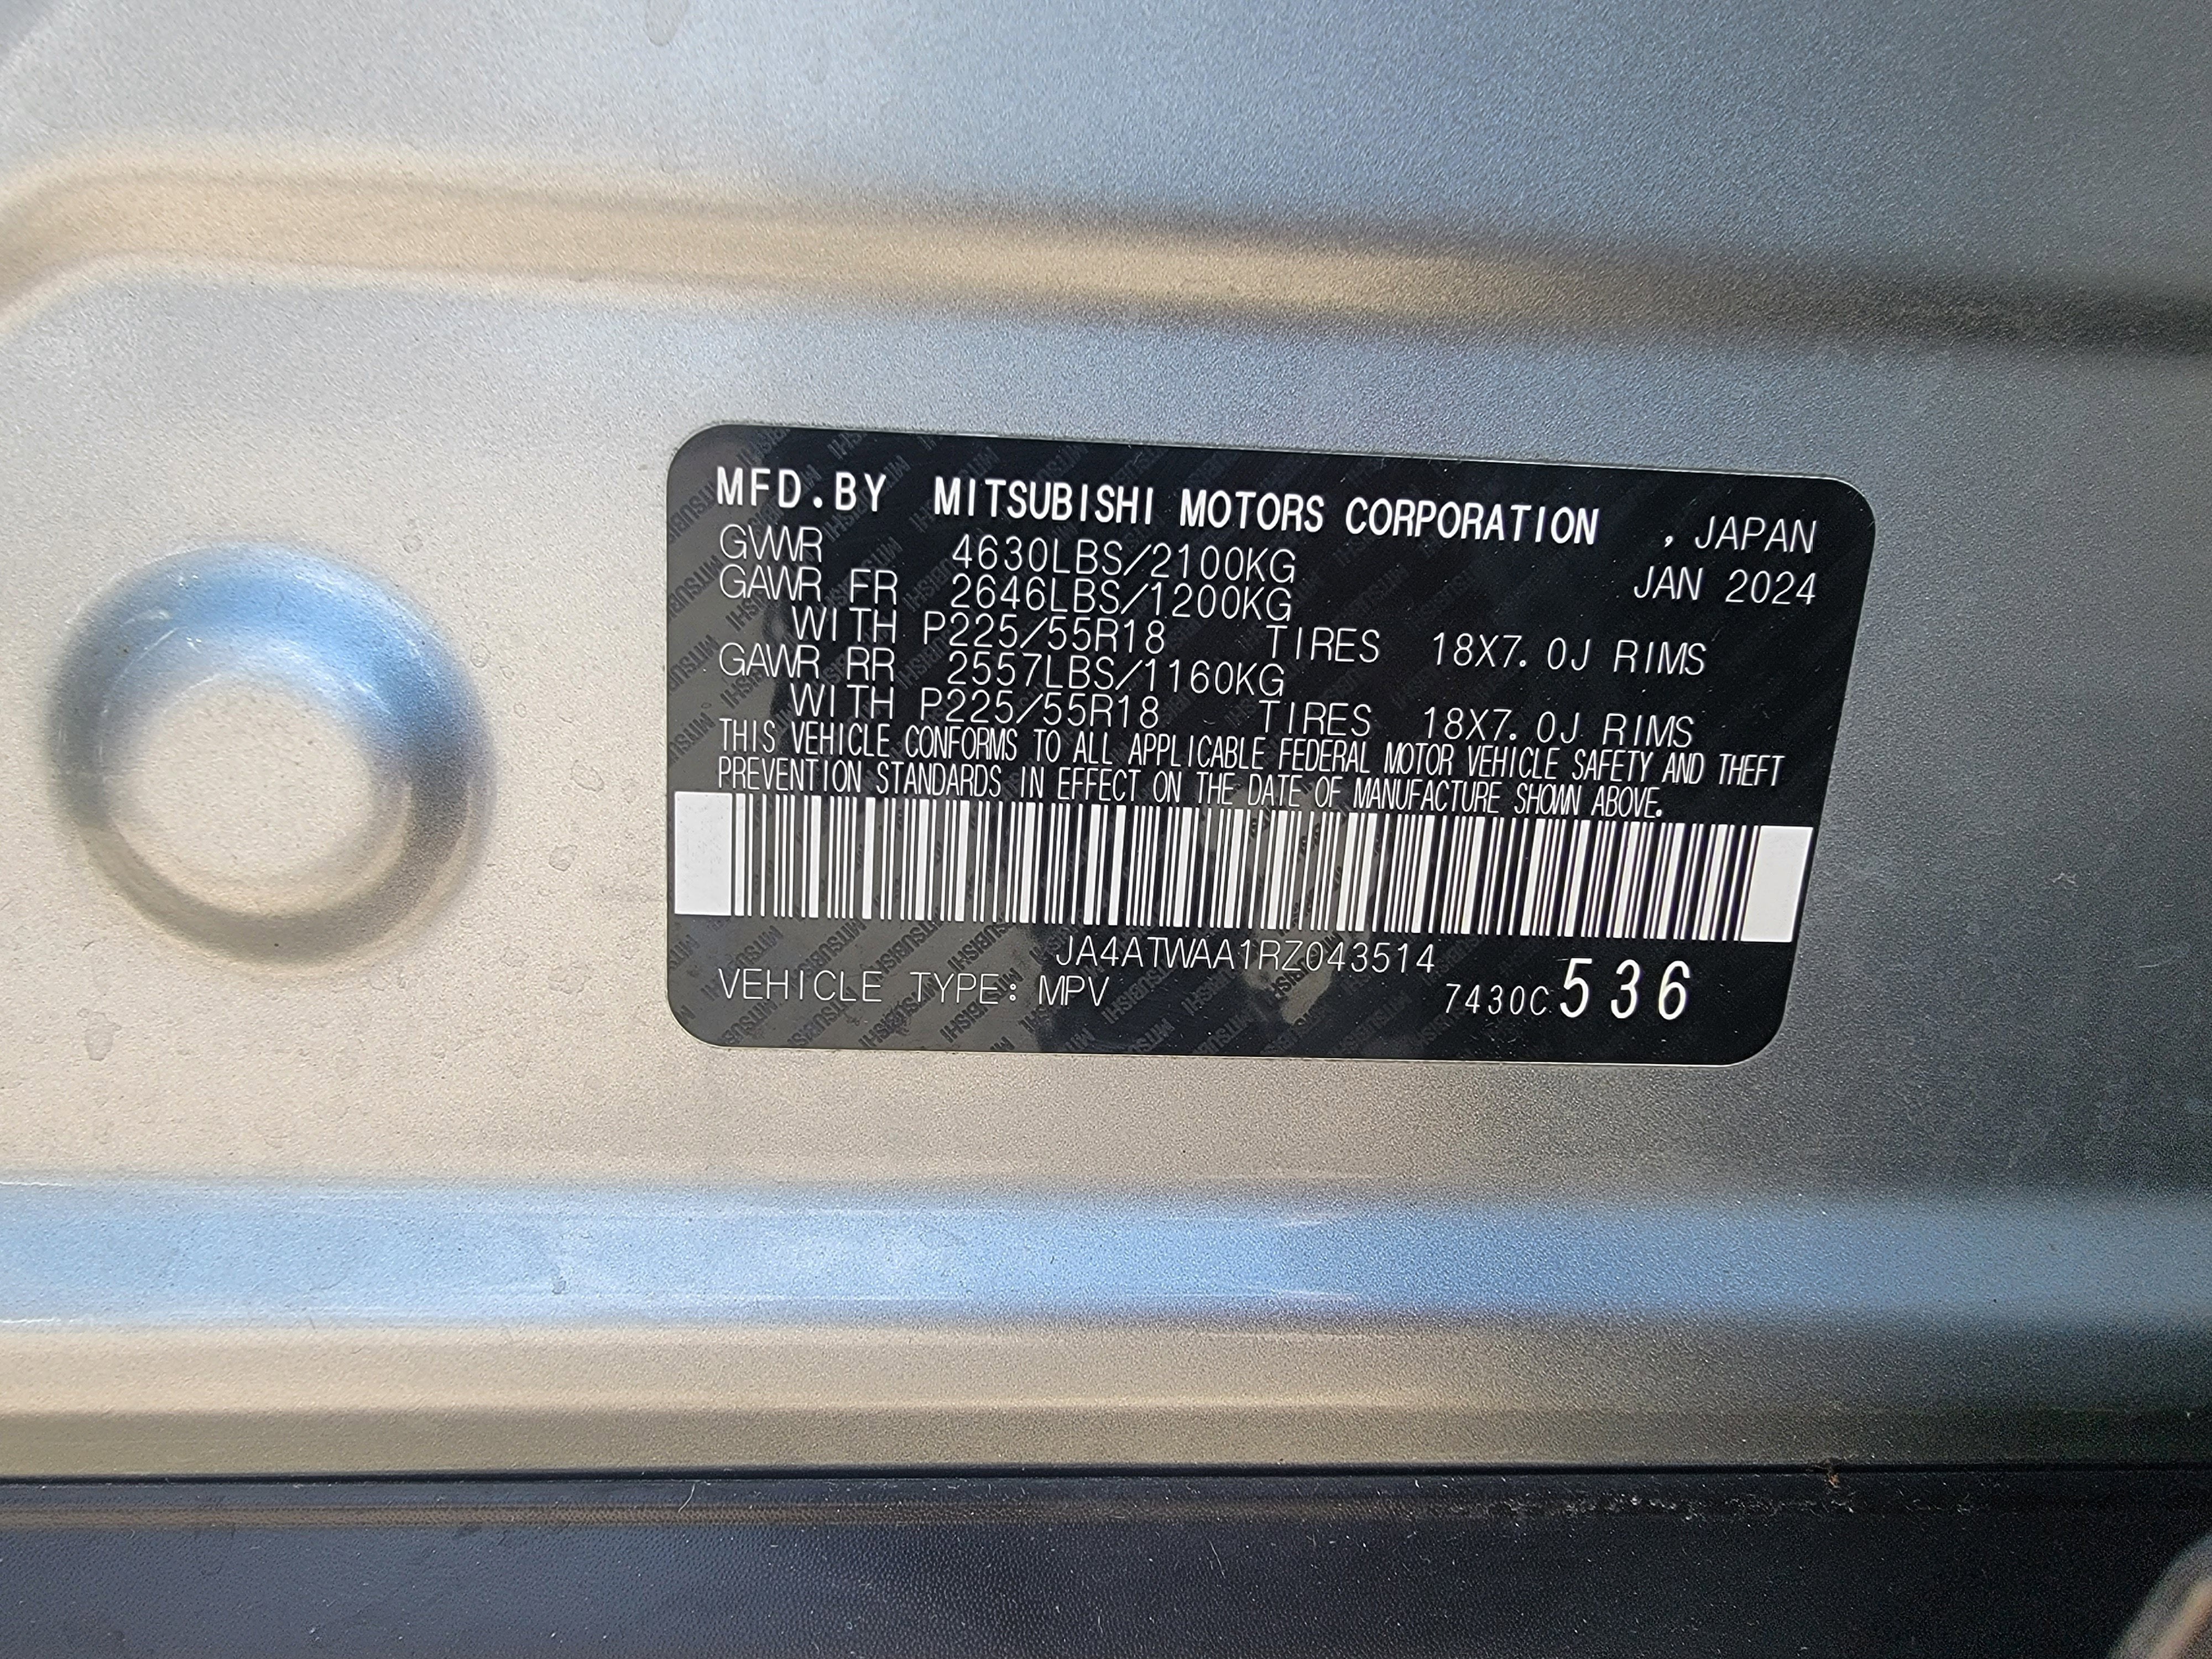 MFD.BY MITSUBISHI MOTORS CORPORATION , JAPAN
GVWR 4630LBS/2100KG JAN 2024
GAWR FR 2646LBS/1200KG
WITH P225/55R18 TIRES 18X7.0J RIMS
GAWR RR 2557LBS/1160KG
WITH P225/55R18 TIRES 18X7.0J RIMS
THIS VEHICLE CONFORMS TO ALL APPLICABLE FEDERAL MOTOR VEHICLE SAFETY AND THEFT
PREVENTION STANDARDS IN EFFECT ON THE DATE OF MANUFACTURE SHOWN ABOVE.
JA4ATWAA1RZ043514
VEHICLE TYPE: MPV 7430C 536